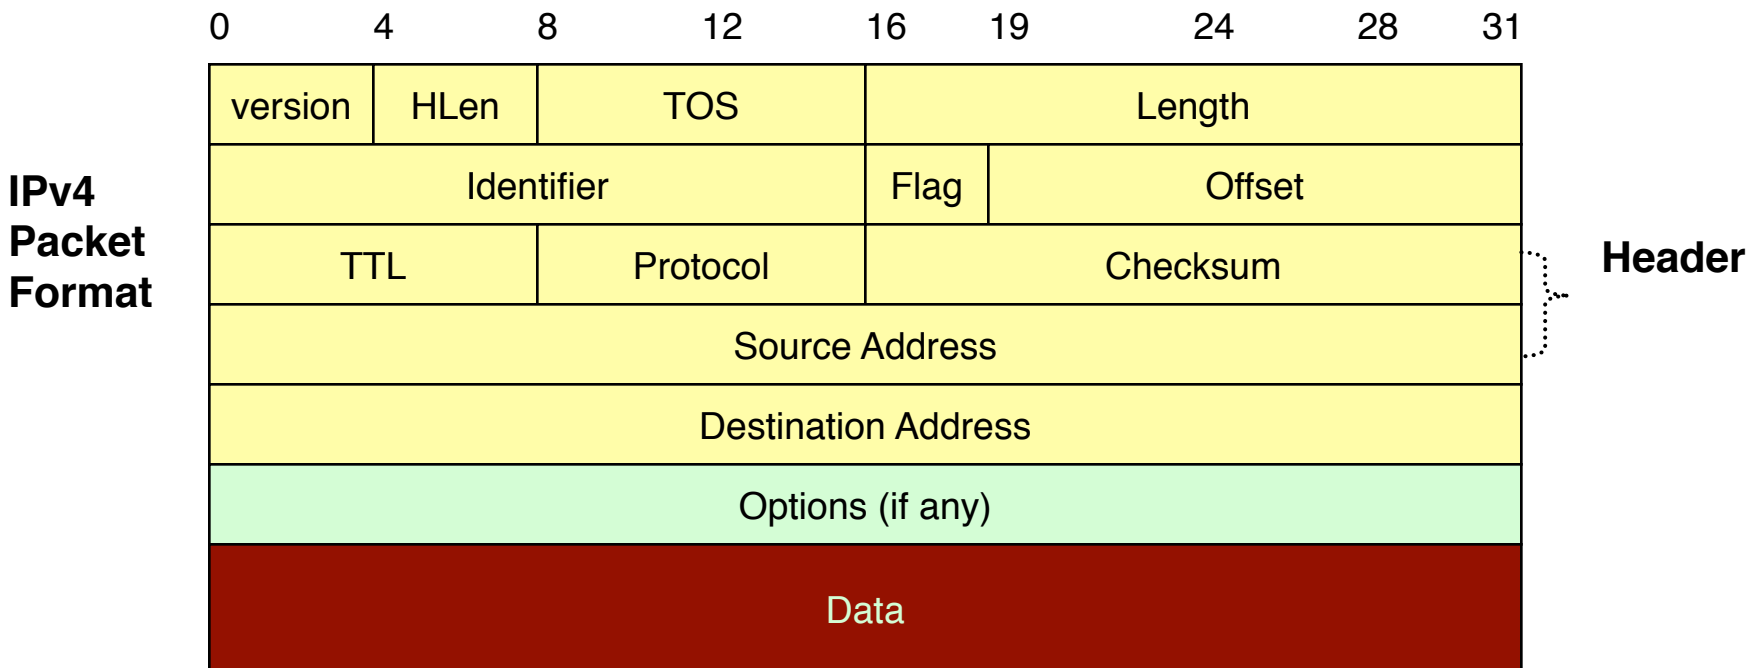 0 4 8 12 16 19 24 28 31
version HLen TOS Length
Identifier Flag Offset
TTL Protocol Checksum
Source Address
Destination Address
Options (if any)
Data
IPv4
Packet
Format
Header